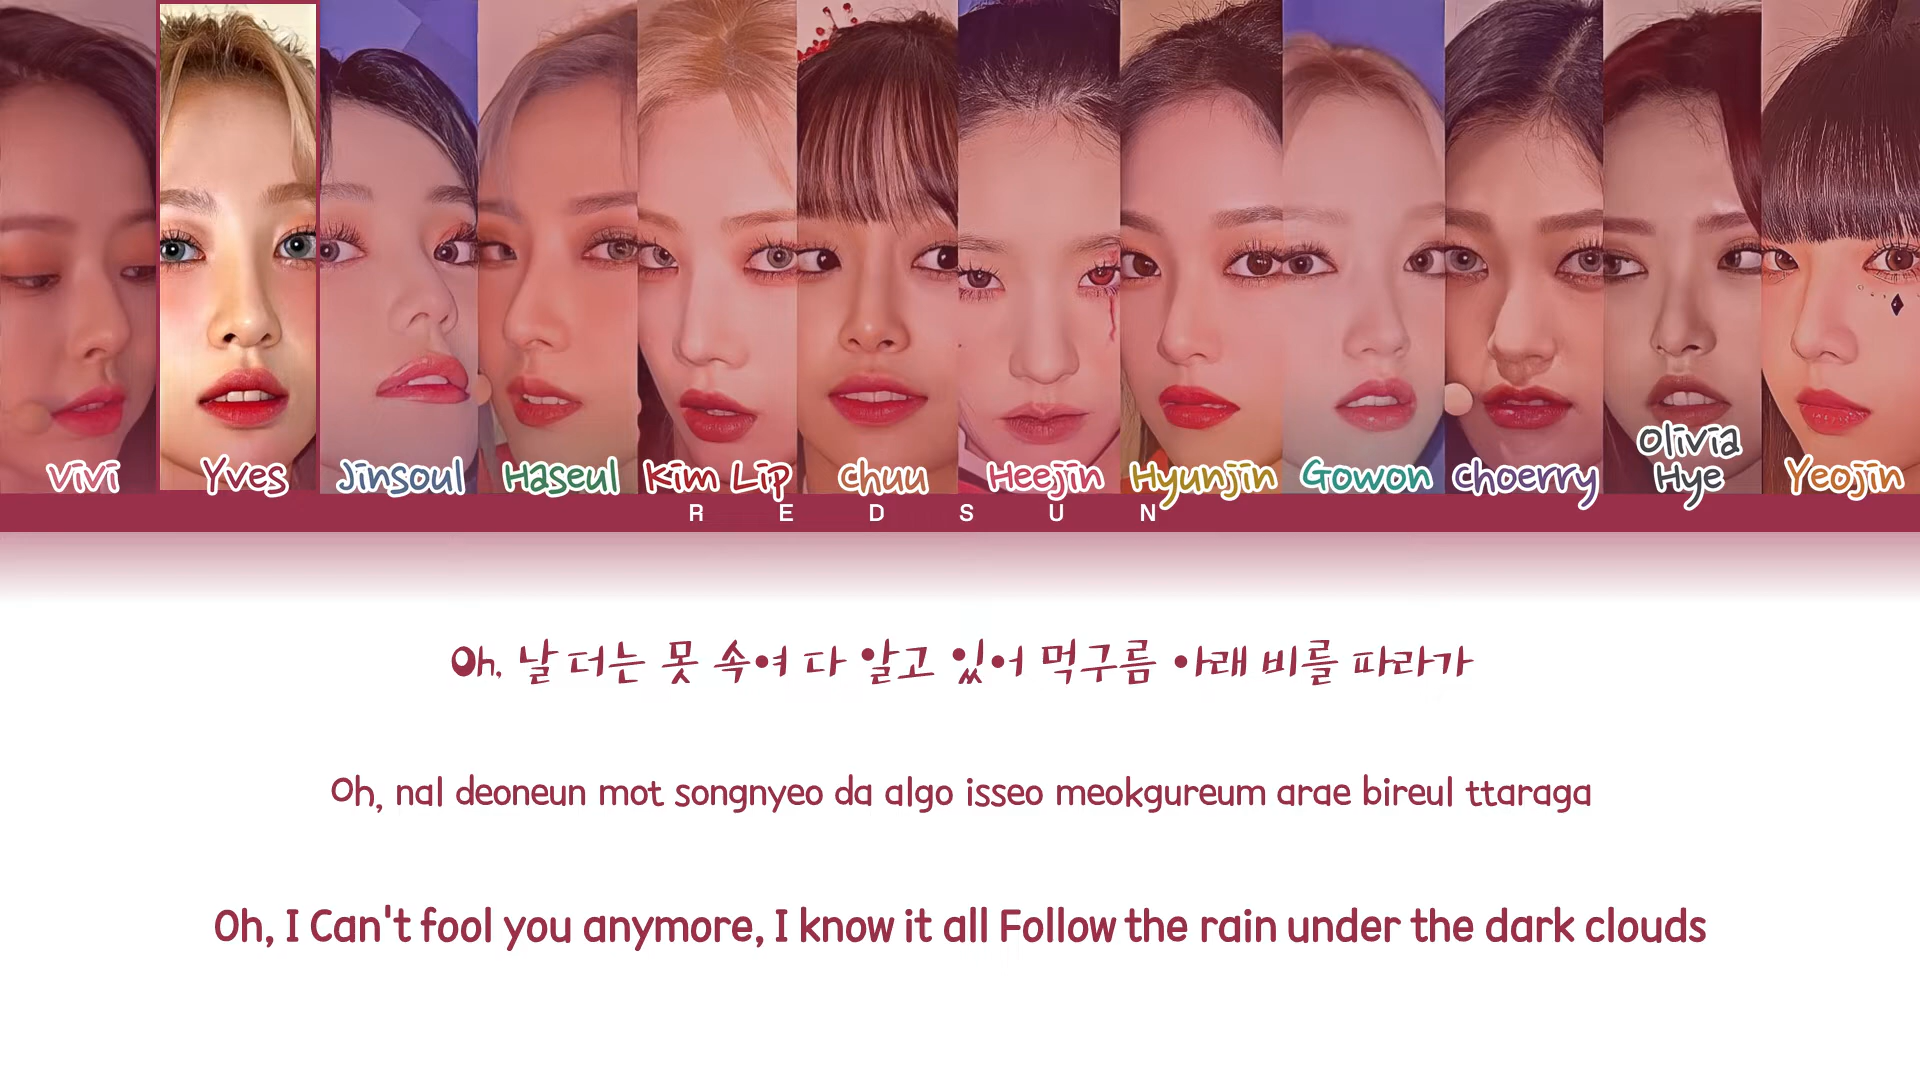 Vivi Yves Jinsoul Haseul Kim Lip Chuu Heejin Hyunjin Gowon Choerry Olivia Hye Yeojin
REDSUN
Oh, 날 더는 못 속여 다 알고 있어 먹구름 아래 비를 따라가
Oh, nal deoneun mot songnyeo da algo isseo meokgureum arae bireul ttaraga
Oh, I Can't fool you anymore, I know it all Follow the rain under the dark clouds